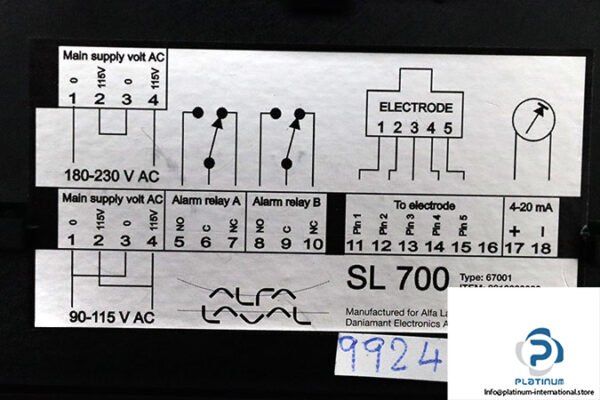 Main supply volt AC
0 115V 0 115V
1 2 3 4
180-230 V AC
ELECTRODE
1 2 3 4 5
Main supply volt AC
0 115V 0 115V
1 2 3 4
90-115 V AC
Alarm relay A
NO C NC
5 6 7
Alarm relay B
NO C NC
8 9 10
To electrode
Pin 1 Pin 2 Pin 3 Pin 4 Pin 5
11 12 13 14 15 16
4-20 mA
+ −
17 18
ALFA
LAVAL
SL 700
Type: 67001
Manufactured for Alfa La
Daniamant Electronics A
9924
PLATINUM
Info@platinum-international.store